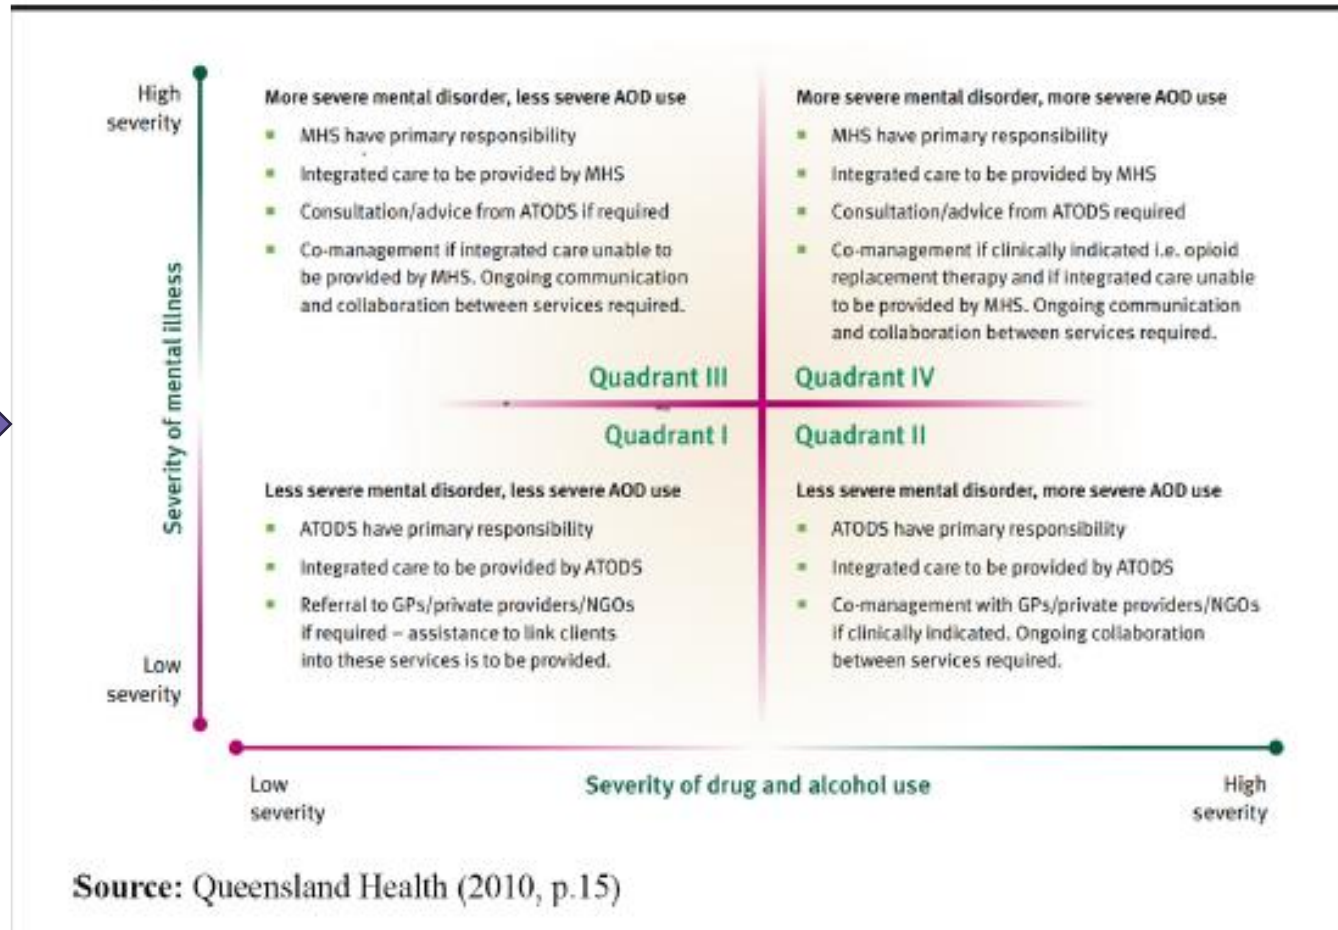 High
severity
More severe mental disorder, less severe AOD use
MHS have primary responsibility
Integrated care to be provided by MHS
Consultation/advice from ATODS if required
Co-management if integrated care unable to
be provided by MHS. Ongoing communication
and collaboration between services required.
More severe mental disorder, more severe AOD use
MHS have primary responsibility
Integrated care to be provided by MHS
Consultation/advice from ATODS required
Co-management if clinically indicated i.e. opioid
replacement therapy and if integrated care unable
to be provided by MHS. Ongoing communication
and collaboration between services required.
Severity of mental illness
Quadrant III
Quadrant IV
Quadrant I
Quadrant II
Less severe mental disorder, less severe AOD use
ATODS have primary responsibility
Integrated care to be provided by ATODS
Referral to GPs/private providers/NGOs
if required – assistance to link clients
into these services is to be provided.
Less severe mental disorder, more severe AOD use
ATODS have primary responsibility
Integrated care to be provided by ATODS
Co-management with GPs/private providers/NGOs
if clinically indicated. Ongoing collaboration
between services required.
Low
severity
Low
severity
Severity of drug and alcohol use
High
severity
Source: Queensland Health (2010, p.15)